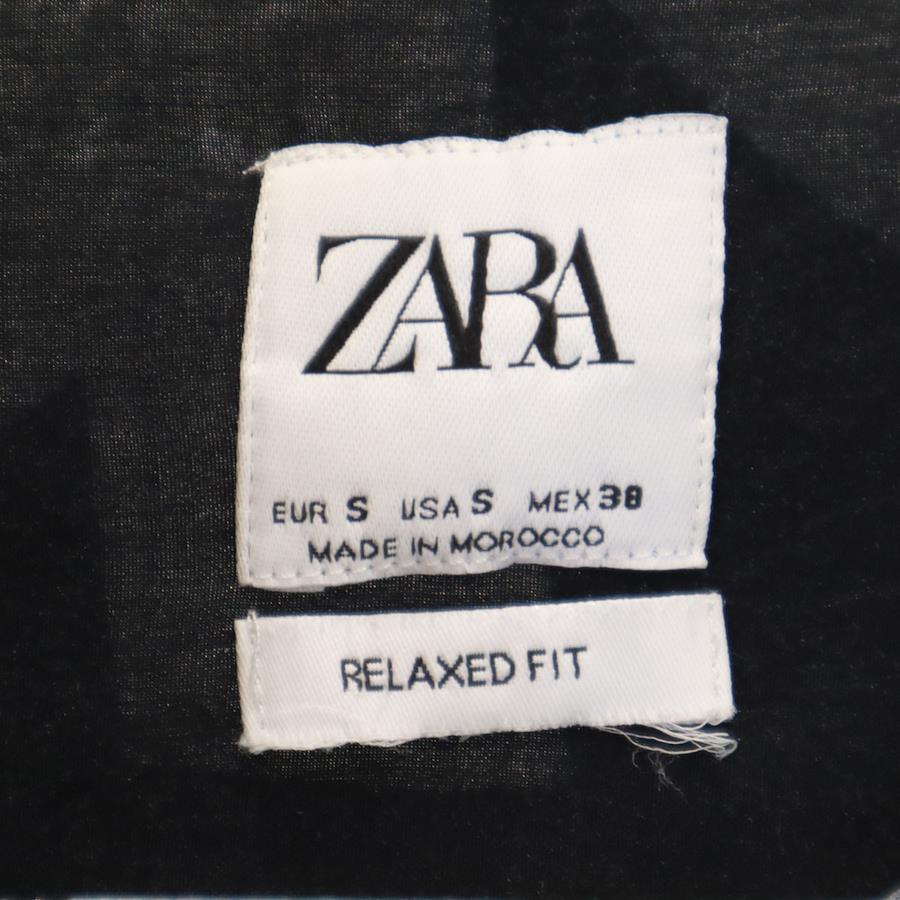 ZARA
EUR S USA S MEX 38
MADE IN MOROCCO
RELAXED FIT